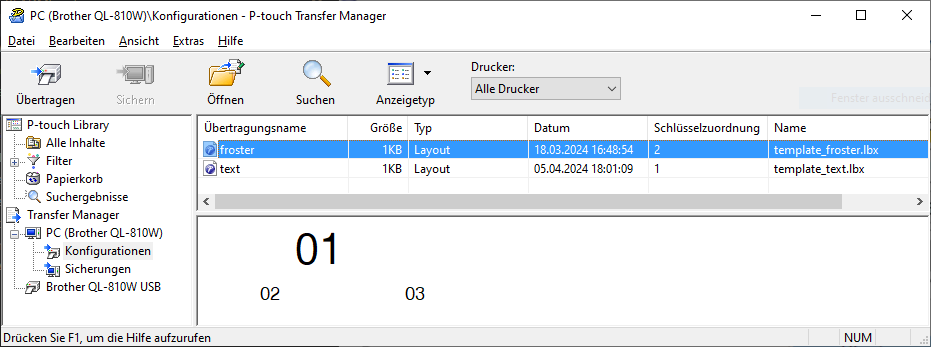 PC (Brother QL-810W)\Konfigurationen - P-touch Transfer Manager
Datei Bearbeiten Ansicht Extras Hilfe
Übertragen Sichern Öffnen Suchen Anzeigetyp
Drucker:
Alle Drucker
Fenster ausschneid
P-touch Library
Alle Inhalte
Filter
Papierkorb
Suchergebnisse
Transfer Manager
PC (Brother QL-810W)
Konfigurationen
Sicherungen
Brother QL-810W USB
Übertragungsname Größe Typ Datum Schlüsselzuordnung Name
froster 1KB Layout 18.03.2024 16:48:54 2 template_froster.lbx
text 1KB Layout 05.04.2024 18:01:09 1 template_text.lbx
01
02 03
Drücken Sie F1, um die Hilfe aufzurufen NUM